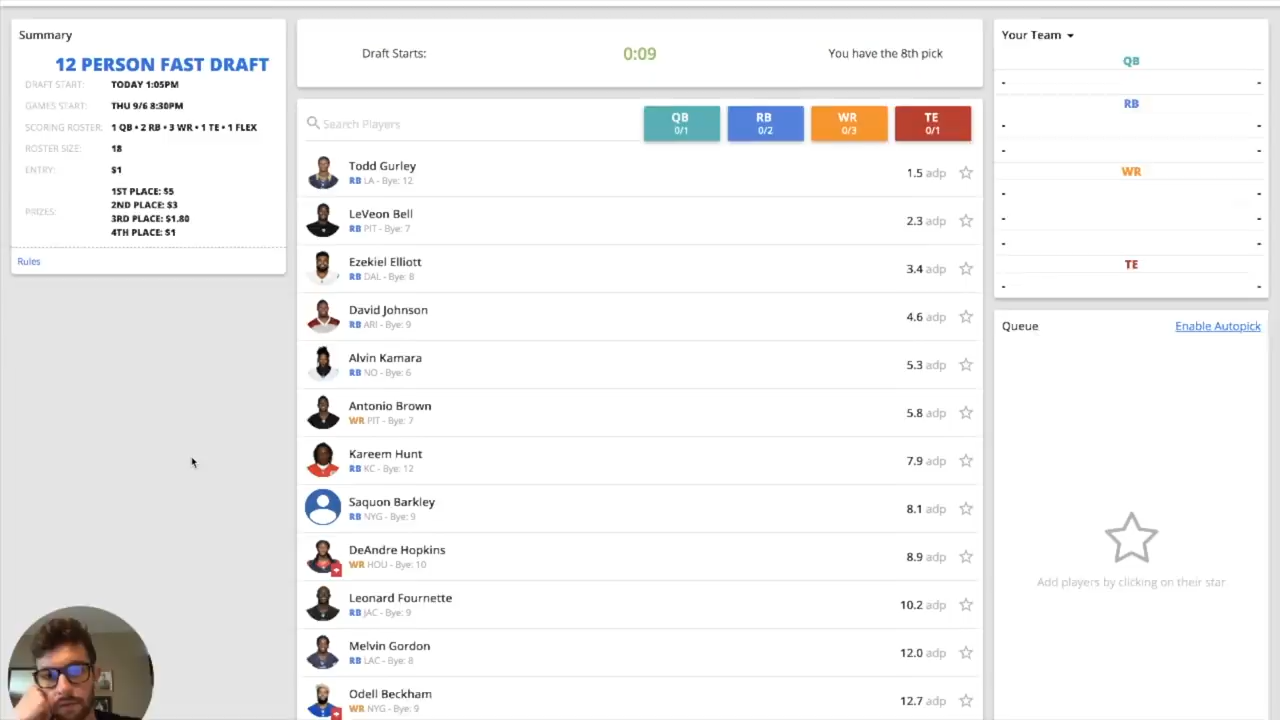 Summary
12 PERSON FAST DRAFT
DRAFT START: TODAY 1:05PM
GAMES START: THU 9/6 8:30PM
SCORING ROSTER: 1 QB • 2 RB • 3 WR • 1 TE • 1 FLEX
ROSTER SIZE: 18
ENTRY: $1
PRIZES:
1ST PLACE: $5
2ND PLACE: $3
3RD PLACE: $1.80
4TH PLACE: $1
Rules
Draft Starts: 0:09 You have the 8th pick
Search Players
QB 0/1
RB 0/2
WR 0/3
TE 0/1
Todd Gurley
RB LA - Bye: 12
1.5 adp
LeVeon Bell
RB PIT - Bye: 7
2.3 adp
Ezekiel Elliott
RB DAL - Bye: 8
3.4 adp
David Johnson
RB ARI - Bye: 9
4.6 adp
Alvin Kamara
RB NO - Bye: 6
5.3 adp
Antonio Brown
WR PIT - Bye: 7
5.8 adp
Kareem Hunt
RB KC - Bye: 12
7.9 adp
Saquon Barkley
RB NYG - Bye: 9
8.1 adp
DeAndre Hopkins
WR HOU - Bye: 10
8.9 adp
Leonard Fournette
RB JAC - Bye: 9
10.2 adp
Melvin Gordon
RB LAC - Bye: 8
12.0 adp
Odell Beckham
WR NYG - Bye: 9
12.7 adp
Your Team
QB
- -
RB
- -
- -
WR
- -
- -
- -
TE
- -
Queue Enable Autopick
Add players by clicking on their star